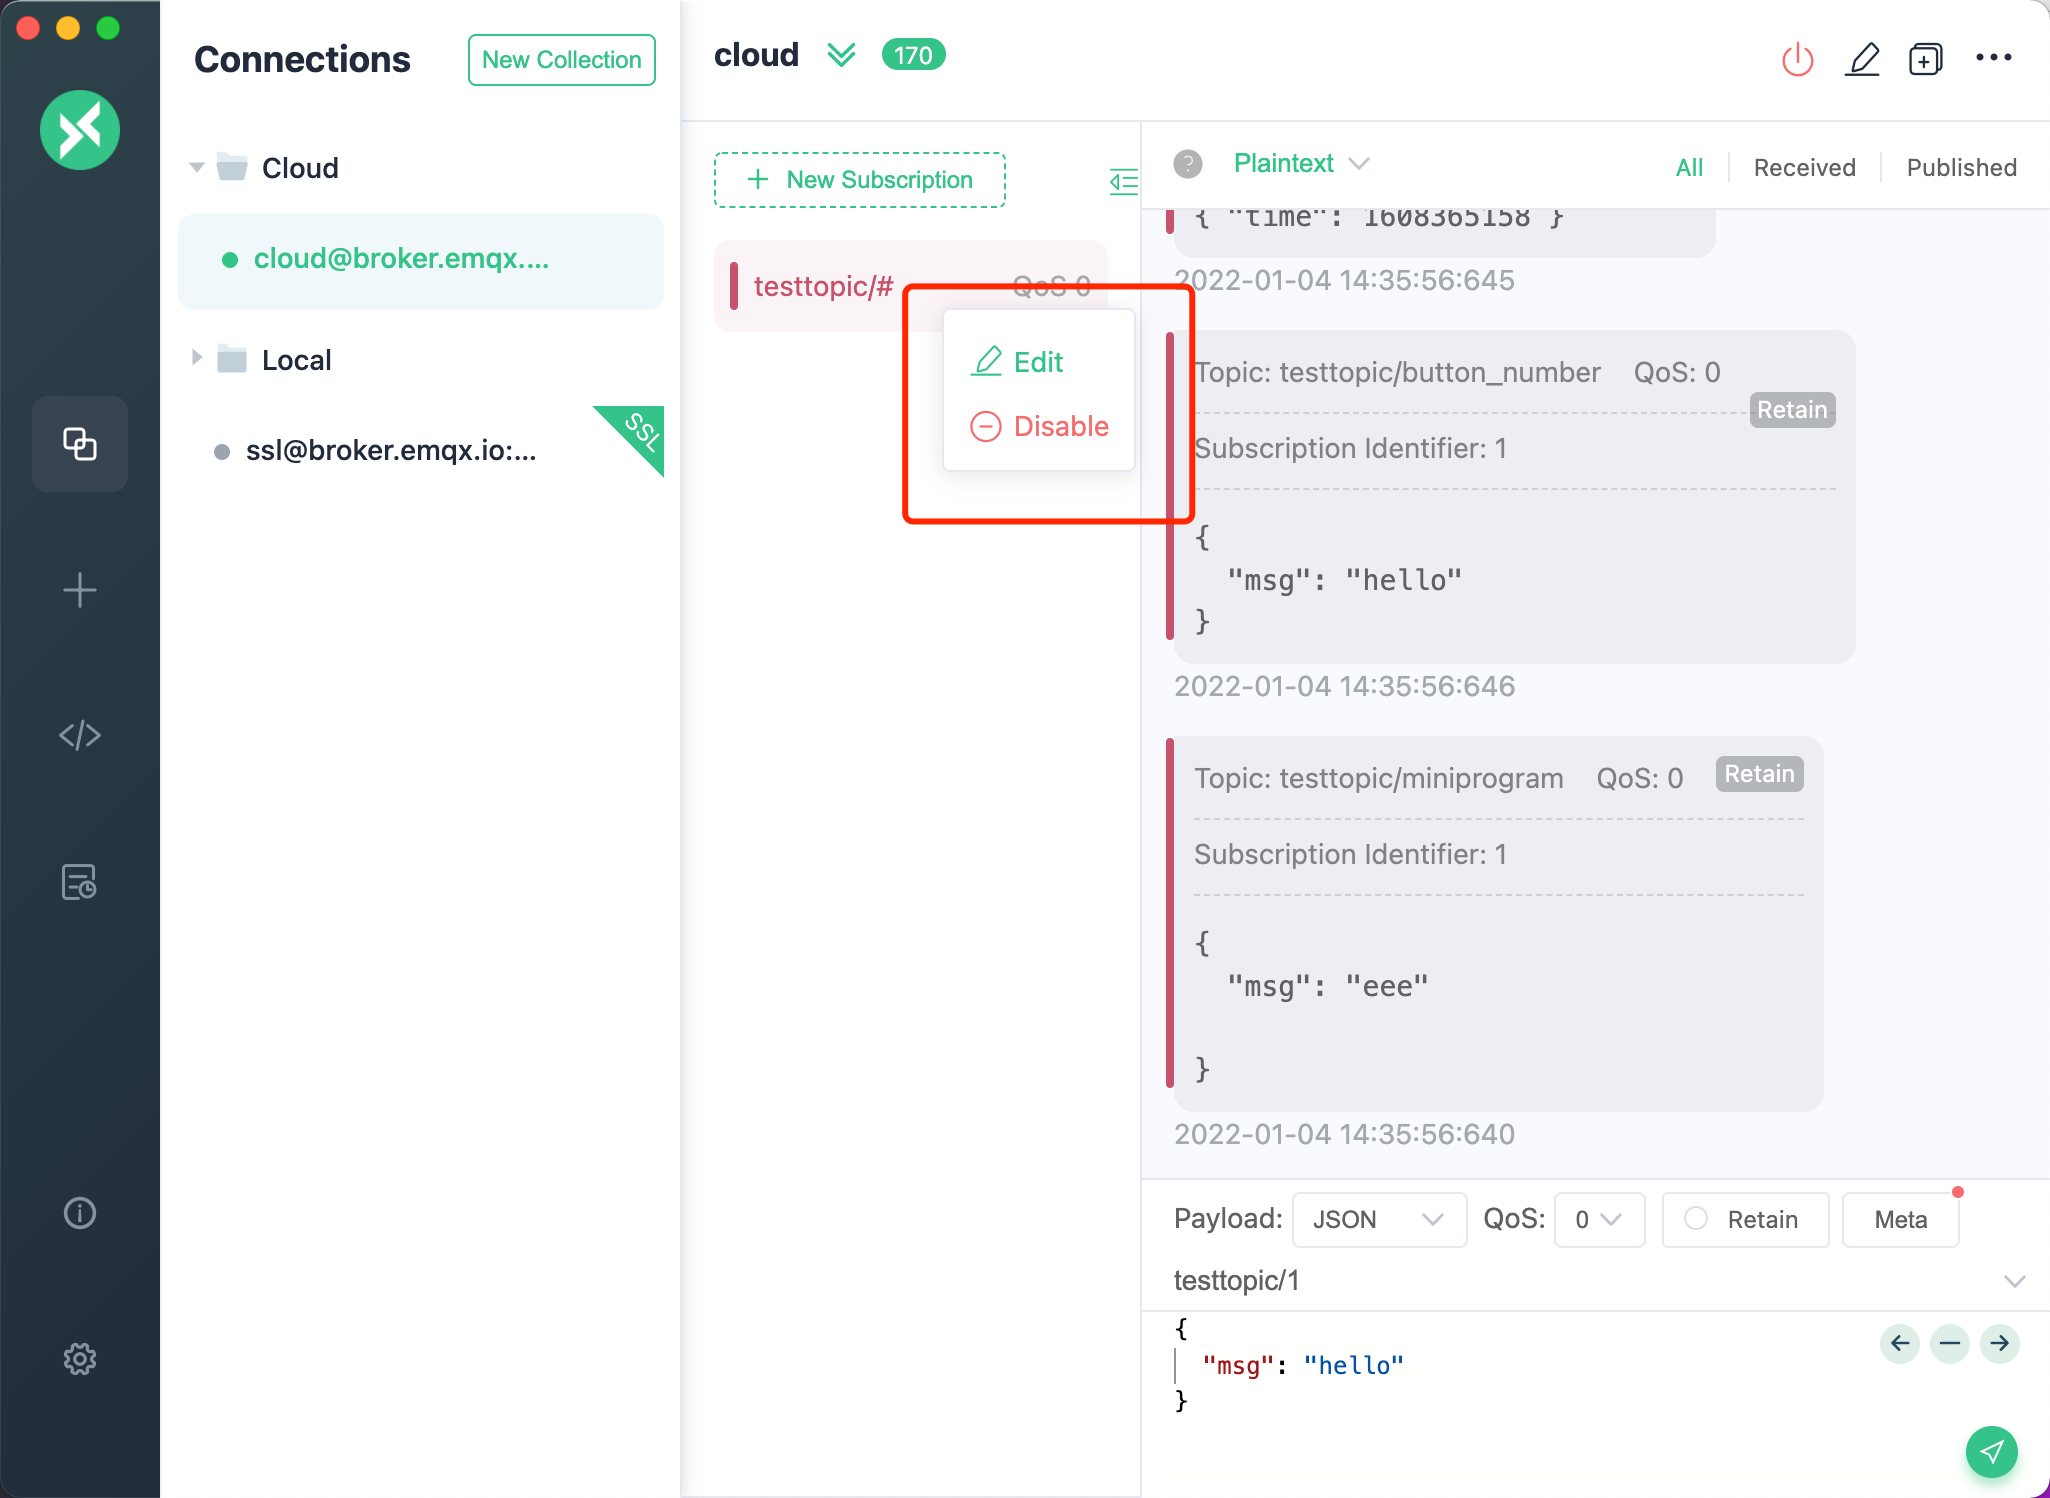 Connections
New Collection
Cloud
cloud@broker.emqx....
Local
ssl@broker.emqx.io:...
SSL
cloud
170
New Subscription
testtopic/#
QoS 0
Edit
Disable
Plaintext
All
Received
Published
{ "time": 1608365158 }
2022-01-04 14:35:56:645
Topic: testtopic/button_number QoS: 0
Retain
Subscription Identifier: 1
{
"msg": "hello"
}
2022-01-04 14:35:56:646
Topic: testtopic/miniprogram QoS: 0
Retain
Subscription Identifier: 1
{
"msg": "eee"
}
2022-01-04 14:35:56:640
Payload: JSON QoS: 0 Retain Meta
testtopic/1
{
"msg": "hello"
}